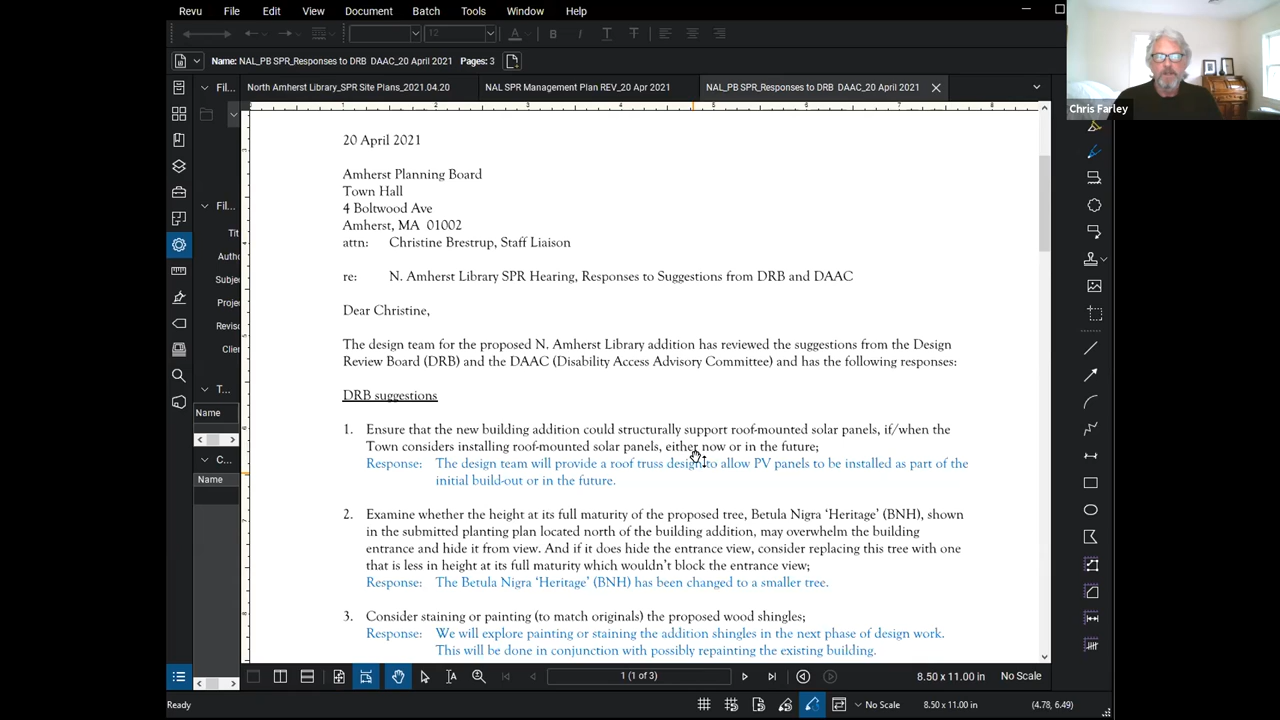 Revu File Edit View Document Batch Tools Window Help
12
Name: NAL_PB SPR_Responses to DRB DAAC_20 April 2021 Pages: 3
Fil... North Amherst Library_SPR Site Plans_2021.04.20 NAL SPR Management Plan REV_20 Apr 2021 NAL_PB SPR_Responses to DRB DAAC_20 April 2021
Chris Farley
20 April 2021
Amherst Planning Board
Town Hall
4 Boltwood Ave
Amherst, MA 01002
attn: Christine Brestrup, Staff Liaison
re: N. Amherst Library SPR Hearing, Responses to Suggestions from DRB and DAAC
Dear Christine,
The design team for the proposed N. Amherst Library addition has reviewed the suggestions from the Design
Review Board (DRB) and the DAAC (Disability Access Advisory Committee) and has the following responses:
DRB suggestions
1. Ensure that the new building addition could structurally support roof-mounted solar panels, if/when the
Town considers installing roof-mounted solar panels, either now or in the future;
Response: The design team will provide a roof truss design to allow PV panels to be installed as part of the
initial build-out or in the future.
2. Examine whether the height at its full maturity of the proposed tree, Betula Nigra ‘Heritage’ (BNH), shown
in the submitted planting plan located north of the building addition, may overwhelm the building
entrance and hide it from view. And if it does hide the entrance view, consider replacing this tree with one
that is less in height at its full maturity which wouldn’t block the entrance view;
Response: The Betula Nigra ‘Heritage’ (BNH) has been changed to a smaller tree.
3. Consider staining or painting (to match originals) the proposed wood shingles;
Response: We will explore painting or staining the addition shingles in the next phase of design work.
This will be done in conjunction with possibly repainting the existing building.
Fil...
Tit
Autho
Subje
Proje
Revis
Clie
T...
Name
C...
Name
1 (1 of 3) 8.50 x 11.00 in No Scale
Ready No Scale 8.50 x 11.00 in (4.78, 6.49)